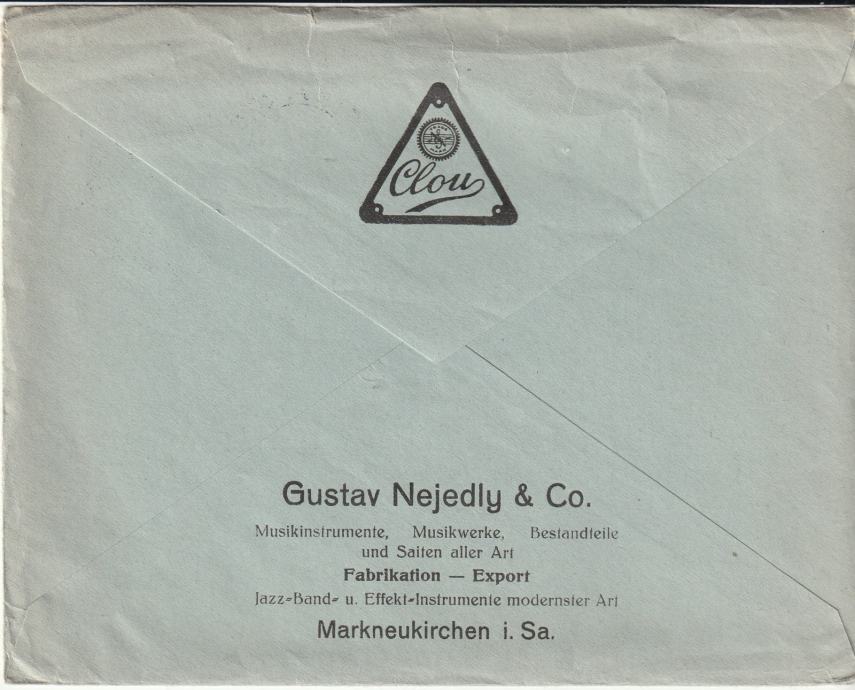 Clou
Gustav Nejedly & Co.
Musikinstrumente, Musikwerke, Bestandteile
und Saiten aller Art
Fabrikation — Export
Jazz-Band- u. Effekt-Instrumente modernster Art
Markneukirchen i. Sa.